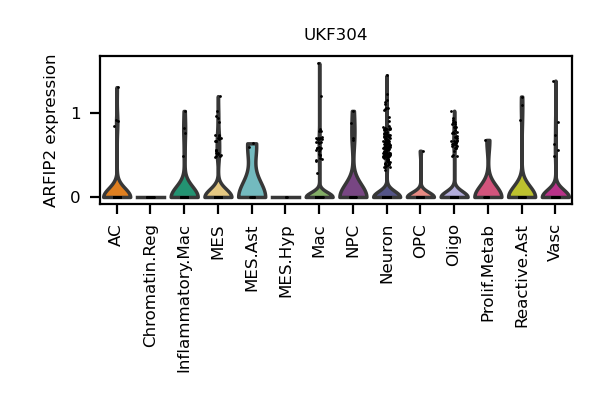 UKF304
ARFIP2 expression
1
0
AC
Chromatin.Reg
Inflammatory.Mac
MES
MES.Ast
MES.Hyp
Mac
NPC
Neuron
OPC
Oligo
Prolif.Metab
Reactive.Ast
Vasc